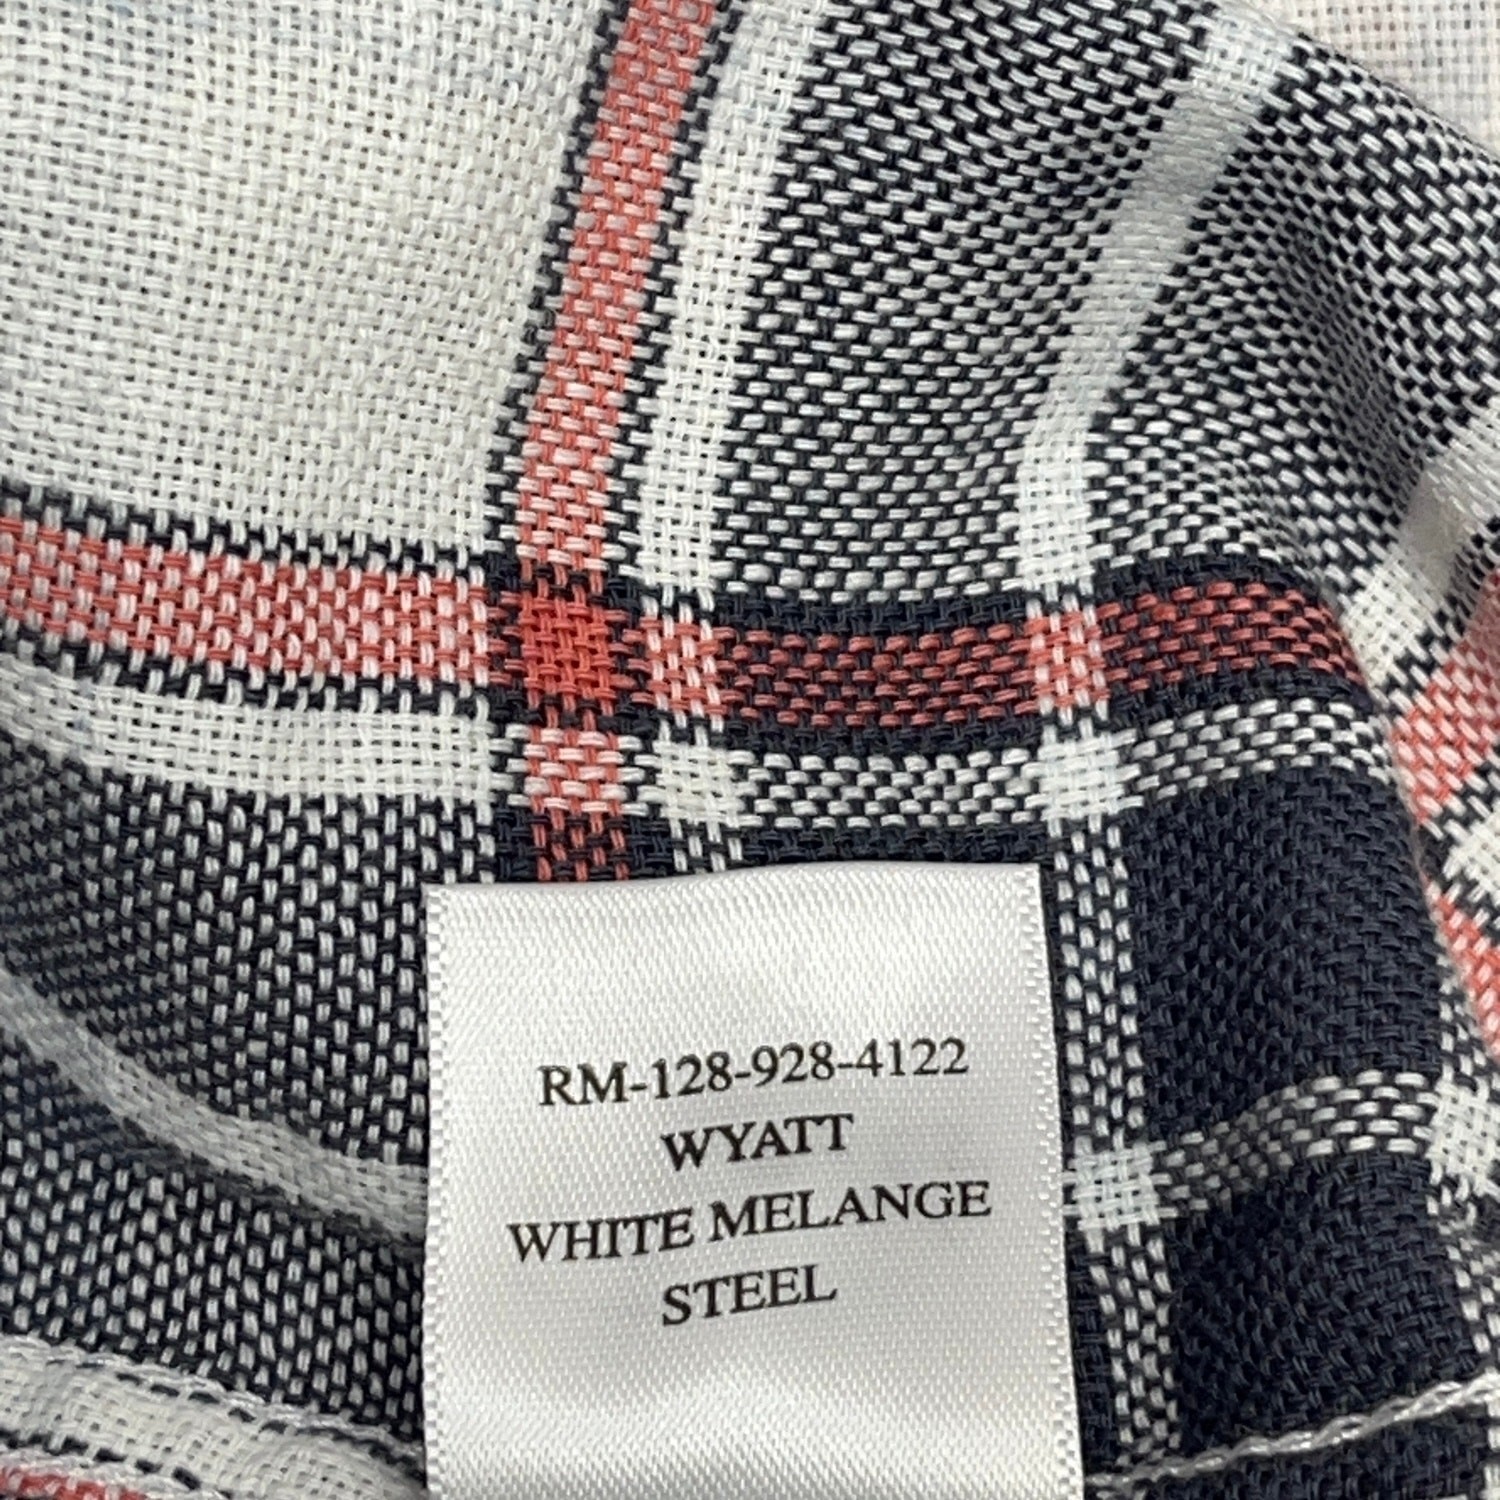 RM-128-928-4122
WYATT
WHITE MELANGE
STEEL